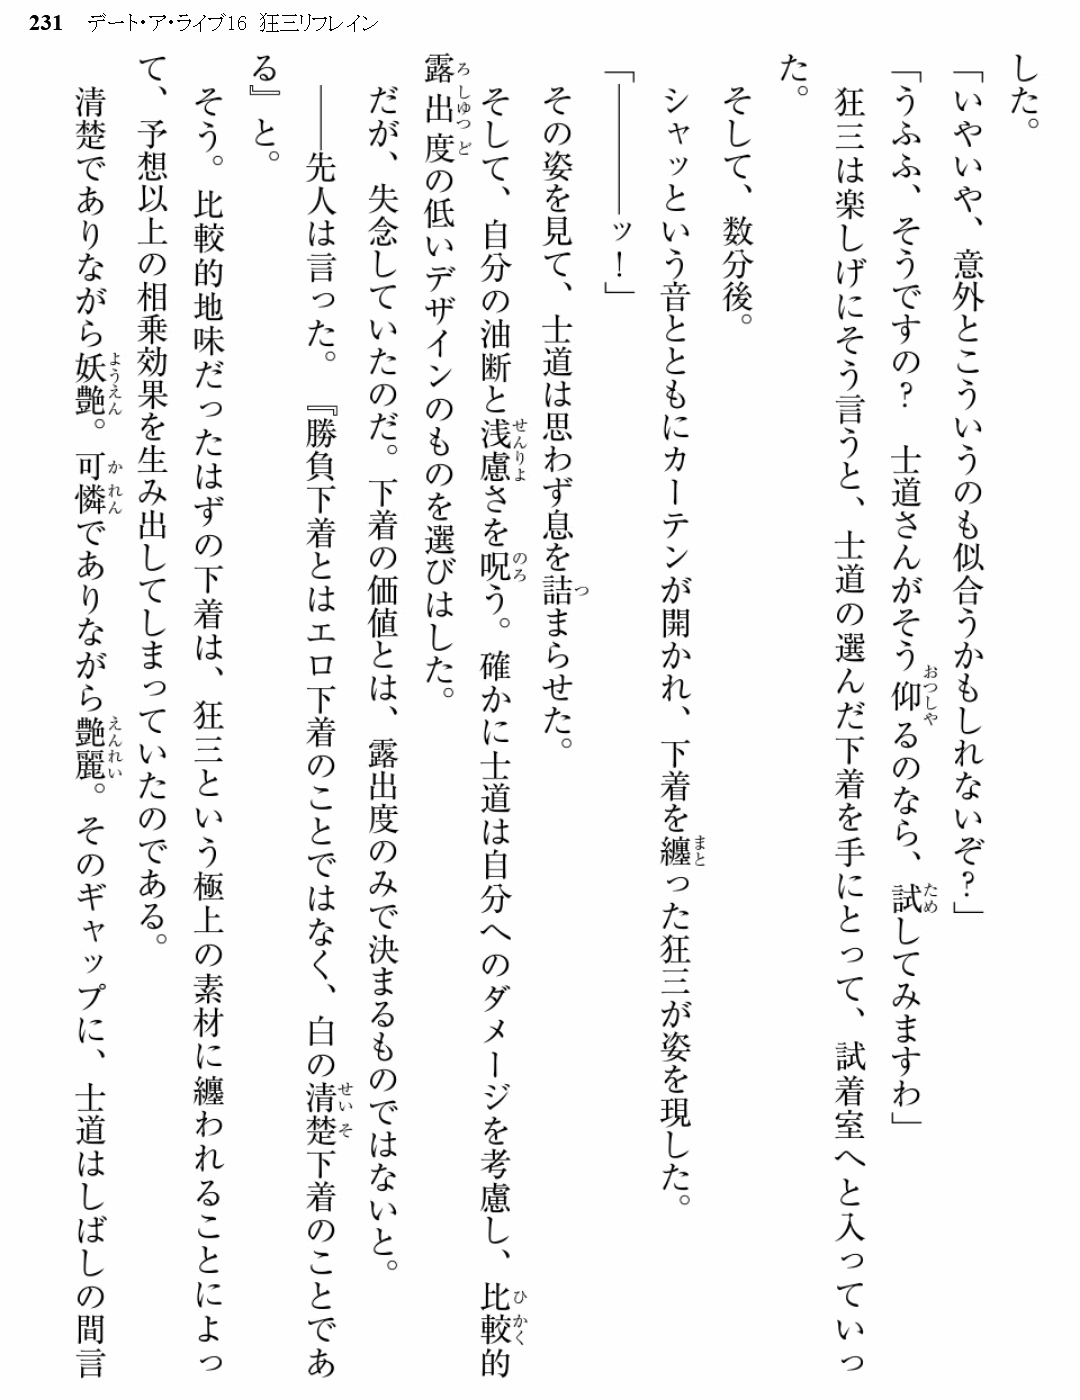 231 デート・ア・ライブ16 狂三リフレイン
した。
「いやいや、意外とこういうのも似合うかもしれないぞ?」
「うふふ、そうですの? 士道さんがそう仰るのなら、試してみますわ」
狂三は楽しげにそう言うと、士道の選んだ下着を手にとって、試着室へと入っていっ
た。
そして、数分後。
シャッという音とともにカーテンが開かれ、下着を纏った狂三が姿を現した。
「――――ッ!」
その姿を見て、士道は思わず息を詰まらせた。
そして、自分の油断と浅慮さを呪う。確かに士道は自分へのダメージを考慮し、比較的
露出度の低いデザインのものを選びはした。
だが、失念していたのだ。下着の価値とは、露出度のみで決まるものではないと。
――先人は言った。『勝負下着とはエロ下着のことではなく、白の清楚下着のことであ
る』と。
そう。比較的地味だったはずの下着は、狂三という極上の素材に纏われることによっ
て、予想以上の相乗効果を生み出してしまっていたのである。
清楚でありながら妖艶。可憐でありながら艶麗。そのギャップに、士道はしばしの間言